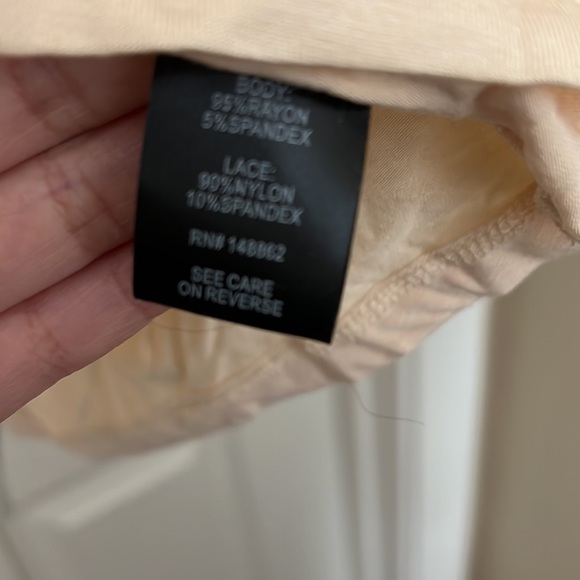 BODY:
95%RAYON
5%SPANDEX
LACE:
90%NYLON
10%SPANDEX
RN# 148862
SEE CARE
ON REVERSE